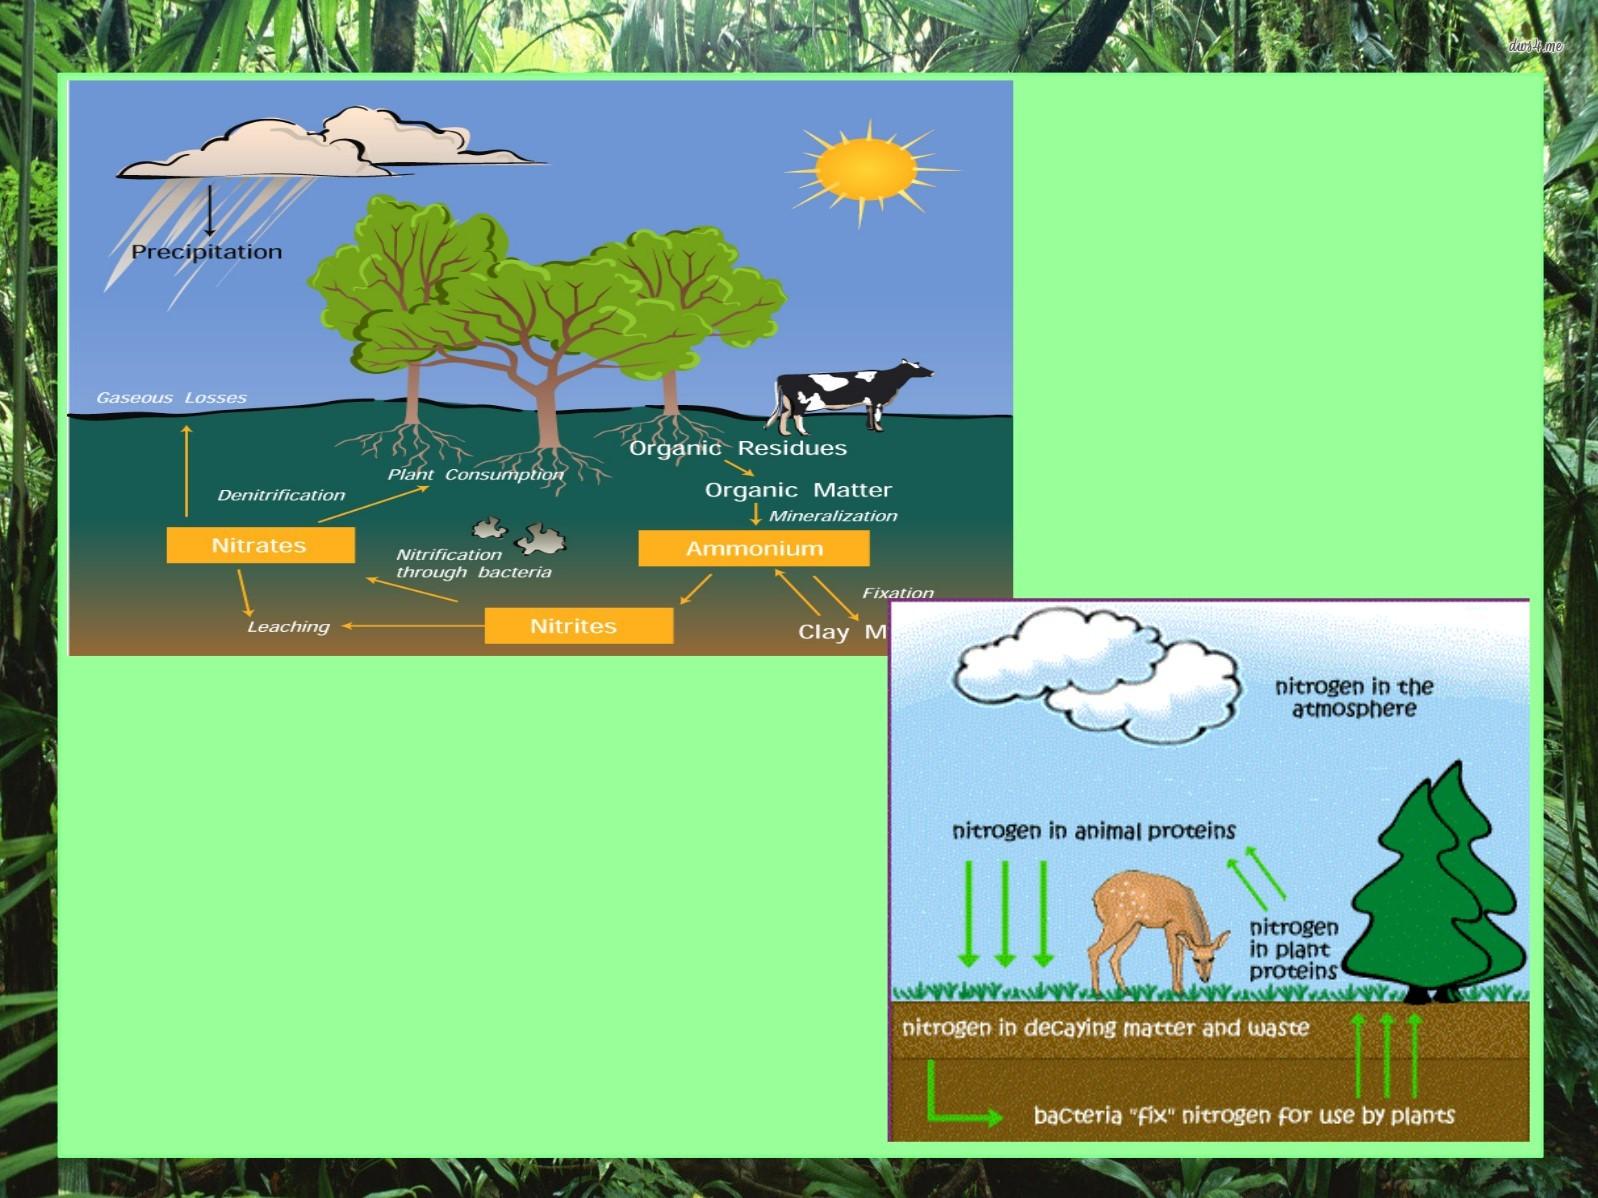 dws4.me
Precipitation
Gaseous Losses
Organic Residues
Plant Consumption
Denitrification
Organic Matter
Mineralization
Nitrates
Ammonium
Nitrification
through bacteria
Fixation
Nitrites
Leaching
Clay M
nitrogen in the
atmosphere
nitrogen in animal proteins
nitrogen
in plant
proteins
nitrogen in decaying matter and waste
bacteria "fix" nitrogen for use by plants